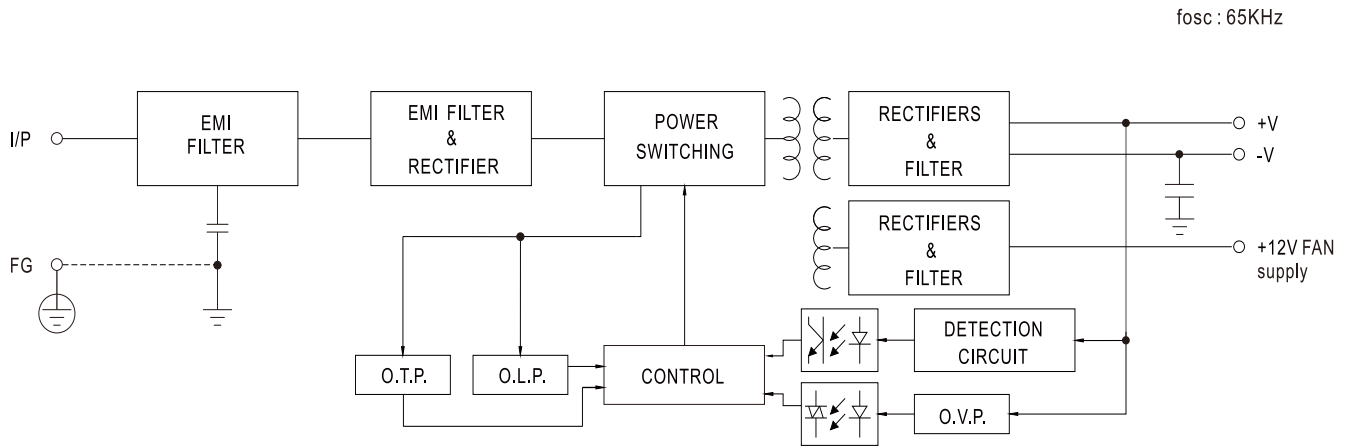 fosc : 65KHz
I/P
EMI
FILTER
EMI FILTER
&
RECTIFIER
POWER
SWITCHING
RECTIFIERS
&
FILTER
+V
-V
FG
RECTIFIERS
&
FILTER
+12V FAN
supply
O.T.P.
O.L.P.
CONTROL
DETECTION
CIRCUIT
O.V.P.